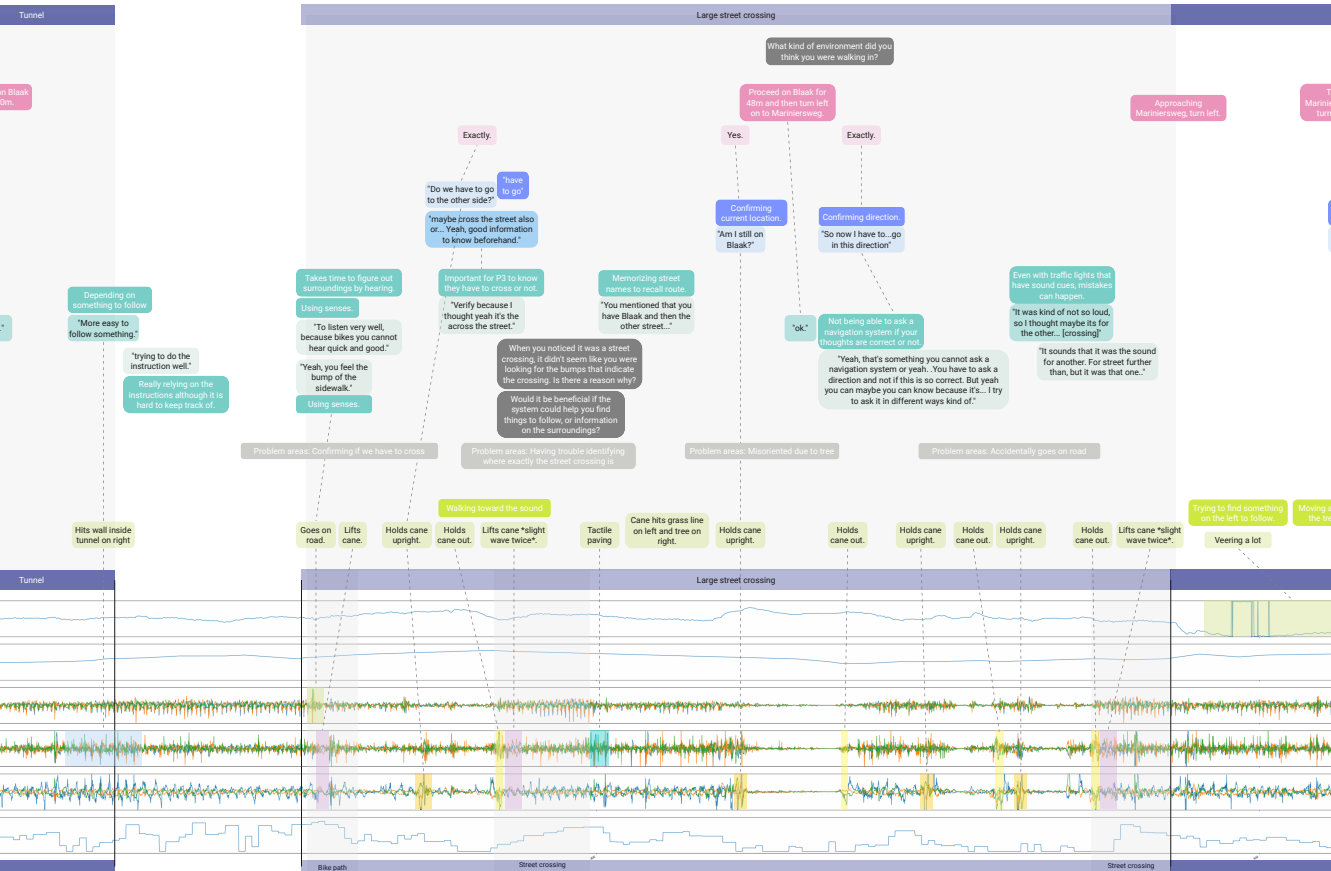 Tunnel
Large street crossing
What kind of environment did you
think you were walking in?
on Blaak
0m.
Proceed on Blaak for
48m and then turn left
on to Mariniersweg.
Approaching
Mariniersweg, turn left.
T
Marinie
turn
Exactly.
Yes.
Exactly.
"Do we have to go
to the other side?"
"have
to go"
"maybe cross the street also
or... Yeah, good information
to know beforehand."
Confirming
current location.
"Am I still on
Blaak?"
Confirming direction.
"So now I have to...go
in this direction"
Depending on
something to follow
"More easy to
follow something."
."
"trying to do the
instruction well."
Really relying on the
instructions although it is
hard to keep track of.
Takes time to figure out
surroundings by hearing.
Using senses.
"To listen very well,
because bikes you cannot
hear quick and good."
"Yeah, you feel the
bump of the
sidewalk."
Using senses.
Important for P3 to know
they have to cross or not.
"Verify because I
thought yeah it's the
across the street."
Memorizing street
names to recall route.
"You mentioned that you
have Blaak and then the
other street..."
When you noticed it was a street
crossing, it didn't seem like you were
looking for the bumps that indicate
the crossing. Is there a reason why?
Would it be beneficial if the
system could help you find
things to follow, or information
on the surroundings?
"ok."
Not being able to ask a
navigation system if your
thoughts are correct or not.
"Yeah, that's something you cannot ask a
navigation system or yeah. .You have to ask a
direction and not if this is so correct. But yeah
you can maybe you can know because it's... I try
to ask it in different ways kind of."
Even with traffic lights that
have sound cues, mistakes
can happen.
"It was kind of not so loud,
so I thought maybe its for
the other... [crossing]"
"It sounds that it was the sound
for another. For street further
than, but it was that one.."
Problem areas: Confirming if we have to cross
Problem areas: Having trouble identifying
where exactly the street crossing is
Problem areas: Misoriented due to tree
Problem areas: Accidentally goes on road
Walking toward the sound
Trying to find something
on the left to follow.
Moving a
the tre
Hits wall inside
tunnel on right
Goes on
road.
Lifts
cane.
Holds cane
upright.
Holds
cane out.
Lifts cane *slight
wave twice*.
Tactile
paving
Cane hits grass line
on left and tree on
right.
Holds cane
upright.
Holds
cane out.
Holds cane
upright.
Holds
cane out.
Holds cane
upright.
Holds
cane out.
Lifts cane *slight
wave twice*.
Veering a lot
Tunnel
Large street crossing
Bike path
Street crossing
Street crossing